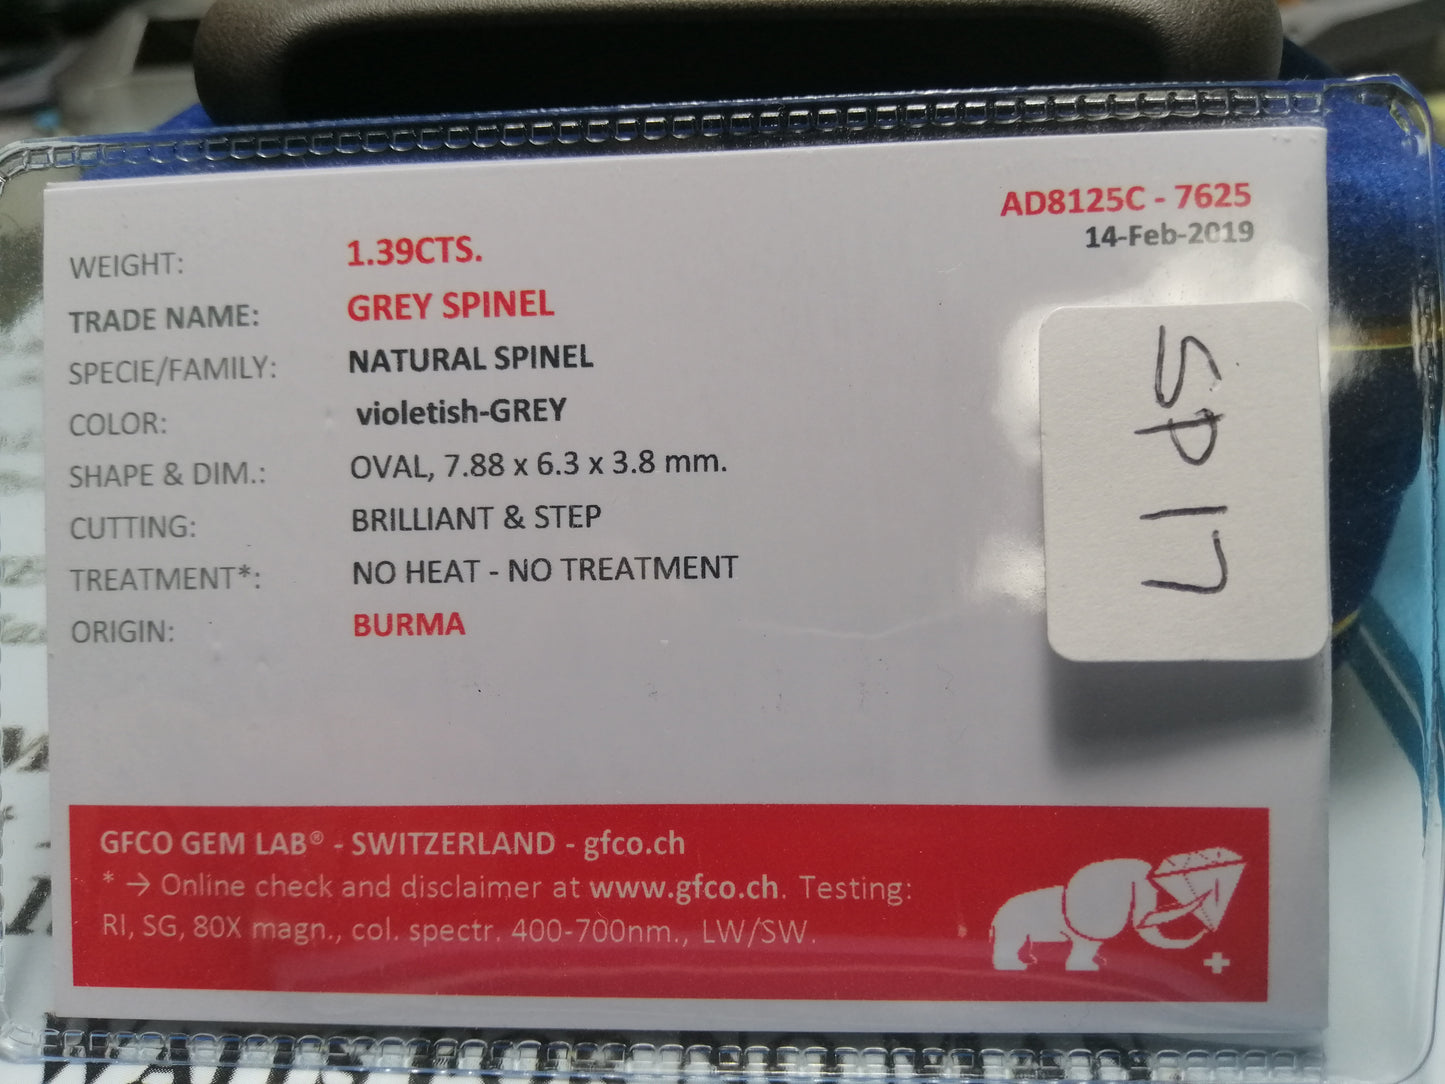 AD8125C - 7625
14-Feb-2019
WEIGHT: 1.39CTS.
TRADE NAME: GREY SPINEL
SPECIE/FAMILY: NATURAL SPINEL
COLOR: violetish-GREY
SHAPE & DIM.: OVAL, 7.88 x 6.3 x 3.8 mm.
CUTTING: BRILLIANT & STEP
TREATMENT*: NO HEAT - NO TREATMENT
ORIGIN: BURMA
SP 17
GFCO GEM LAB® - SWITZERLAND - gfco.ch
* → Online check and disclaimer at www.gfco.ch. Testing:
RI, SG, 80X magn., col. spectr. 400-700nm., LW/SW.